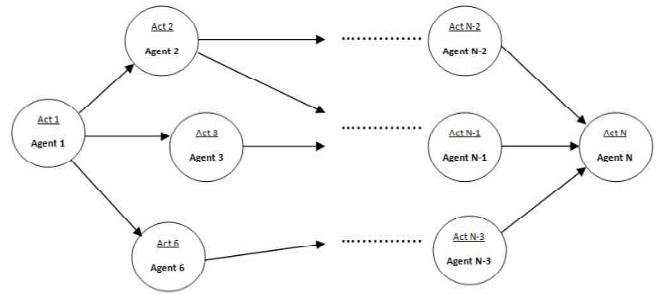 Act 2
Agent 2
Act N-2
Agent N-2
Act 1
Agent 1
Act 3
Agent 3
Act N-1
Agent N-1
Act N
Agent N
Act 6
Agent 6
Act N-3
Agent N-3